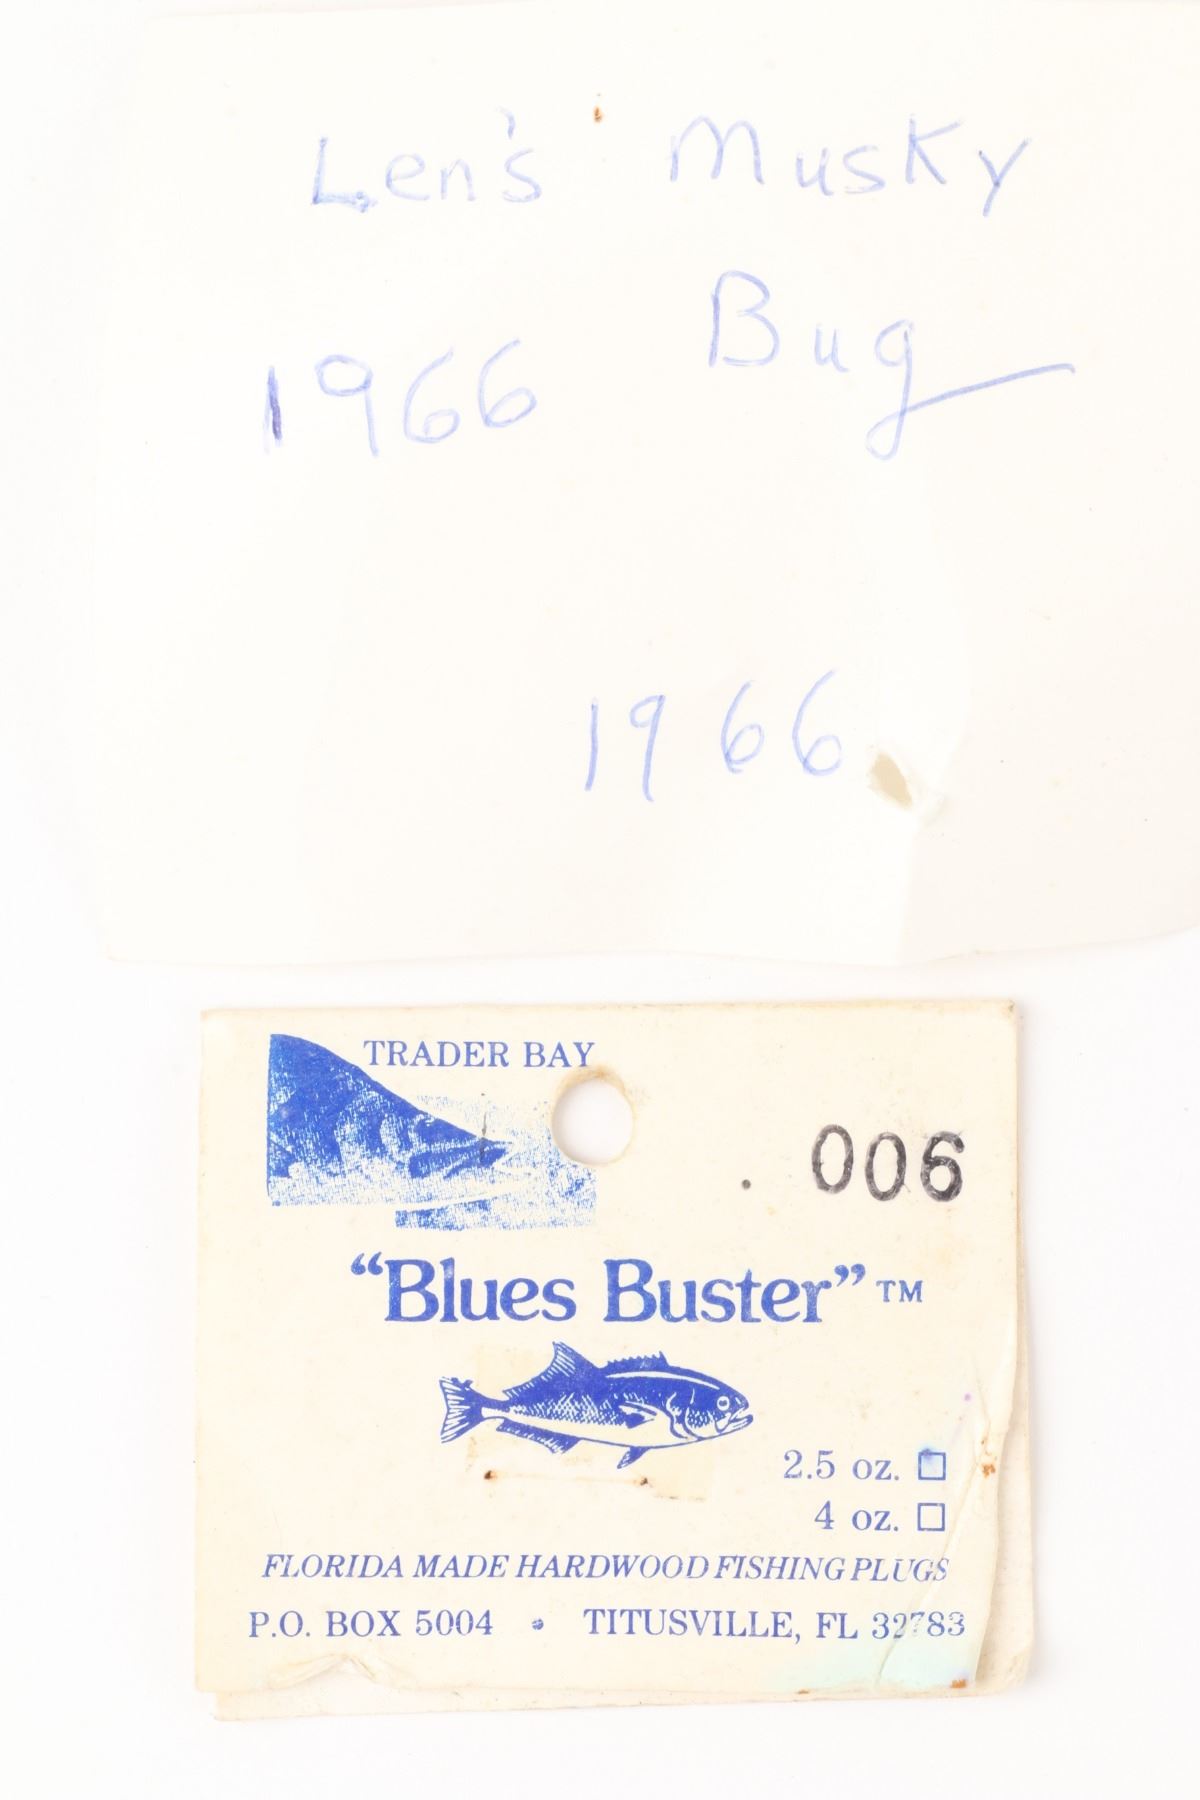 Len's Musky
Bug
1966
1966
TRADER BAY
006
"Blues Buster"™
2.5 oz. ☐
4 oz. ☐
FLORIDA MADE HARDWOOD FISHING PLUGS
P.O. BOX 5004 • TITUSVILLE, FL 32783